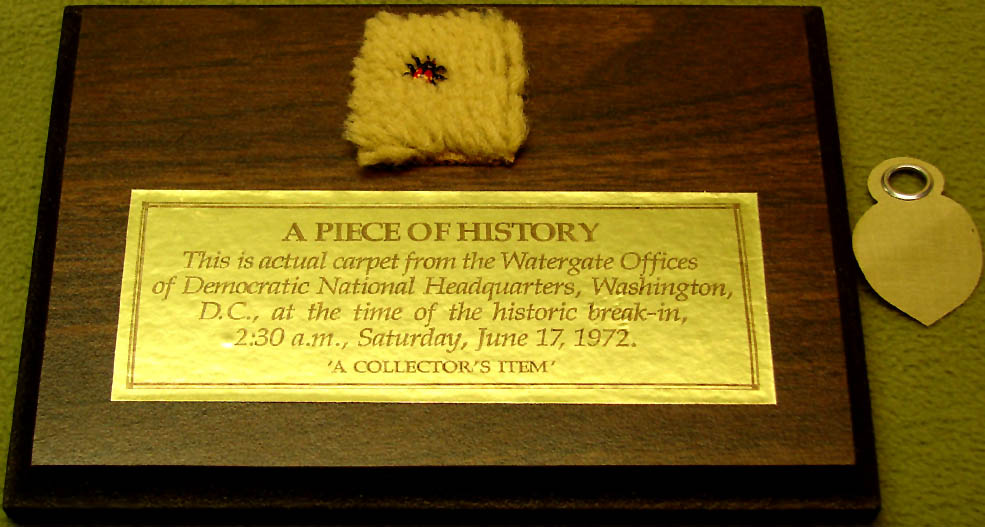 A PIECE OF HISTORY
This is actual carpet from the Watergate Offices
of Democratic National Headquarters, Washington,
D.C., at the time of the historic break-in,
2:30 a.m., Saturday, June 17, 1972.
'A COLLECTOR'S ITEM'